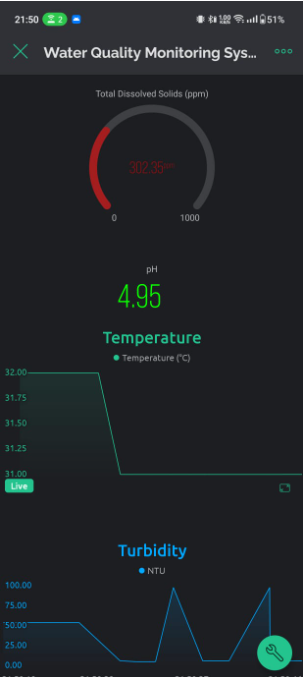 21:50 2 51%
Water Quality Monitoring Sys...
Total Dissolved Solids (ppm)
302.35
0 1000
pH
4.95
Temperature
Temperature (°C)
32.00
31.75
31.50
31.25
31.00
Live
Turbidity
NTU
100.00
75.00
50.00
25.00
0.00